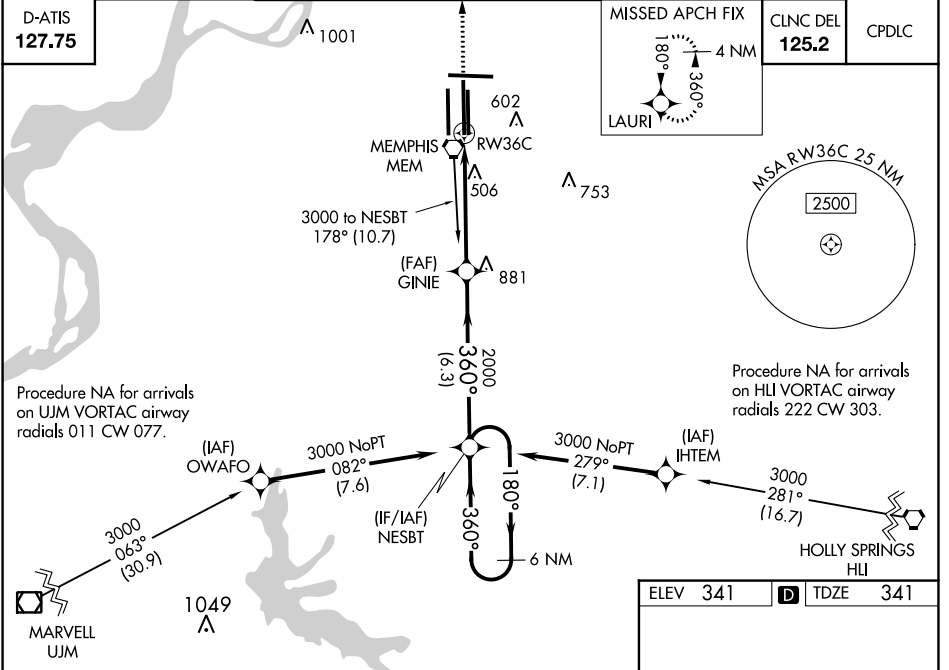 D-ATIS
127.75
1001
MISSED APCH FIX
180°
4 NM
360°
LAURI
CLNC DEL
125.2
CPDLC
602
MEMPHIS
MEM
RW36C
506
753
3000 to NESBT
178° (10.7)
MSA RW36C 25 NM
2500
(FAF)
GINIE
881
2000
360°
(6.3)
Procedure NA for arrivals
on UJM VORTAC airway
radials 011 CW 077.
Procedure NA for arrivals
on HLI VORTAC airway
radials 222 CW 303.
(IAF)
OWAFO
3000 NoPT
082°
(7.6)
3000 NoPT
279°
(7.1)
(IAF)
IHTEM
3000
281°
(16.7)
(IF/IAF)
NESBT
360°
180°
6 NM
3000
063°
(30.9)
HOLLY SPRINGS
HLI
MARVELL
UJM
1049
ELEV 341
D
TDZE 341